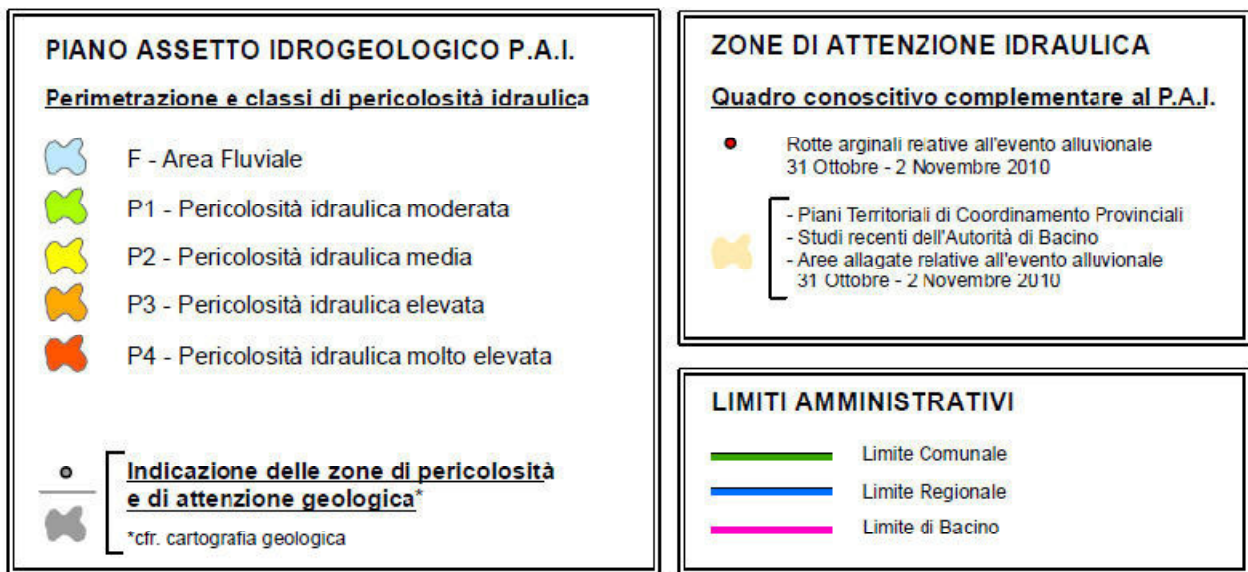 PIANO ASSETTO IDROGEOLOGICO P.A.I.
Perimetrazione e classi di pericolosità idraulica
F - Area Fluviale
P1 - Pericolosità idraulica moderata
P2 - Pericolosità idraulica media
P3 - Pericolosità idraulica elevata
P4 - Pericolosità idraulica molto elevata
Indicazione delle zone di pericolosità
e di attenzione geologica*
*cfr. cartografia geologica
ZONE DI ATTENZIONE IDRAULICA
Quadro conoscitivo complementare al P.A.I.
Rotte arginali relative all'evento alluvionale
31 Ottobre - 2 Novembre 2010
- Piani Territoriali di Coordinamento Provinciali
- Studi recenti dell'Autorità di Bacino
- Aree allagate relative all'evento alluvionale
31 Ottobre - 2 Novembre 2010
LIMITI AMMINISTRATIVI
Limite Comunale
Limite Regionale
Limite di Bacino